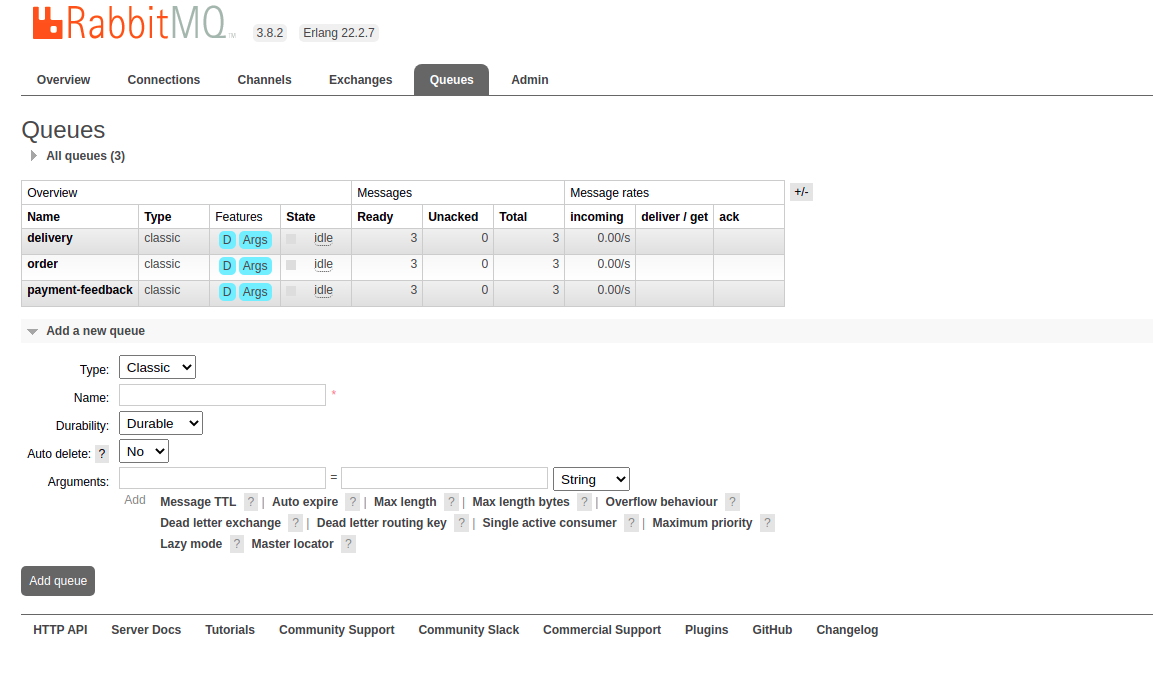 RabbitMQ TM 3.8.2 Erlang 22.2.7
Overview Connections Channels Exchanges Queues Admin
Queues
All queues (3)
Overview Messages Message rates +/-
Name Type Features State Ready Unacked Total incoming deliver / get ack
delivery classic D Args idle 3 0 3 0.00/s
order classic D Args idle 3 0 3 0.00/s
payment-feedback classic D Args idle 3 0 3 0.00/s
Add a new queue
Type: Classic
Name: *
Durability: Durable
Auto delete: ? No
Arguments: = String
Add Message TTL ? | Auto expire ? | Max length ? | Max length bytes ? | Overflow behaviour ?
Dead letter exchange ? | Dead letter routing key ? | Single active consumer ? | Maximum priority ?
Lazy mode ? Master locator ?
Add queue
HTTP API Server Docs Tutorials Community Support Community Slack Commercial Support Plugins GitHub Changelog